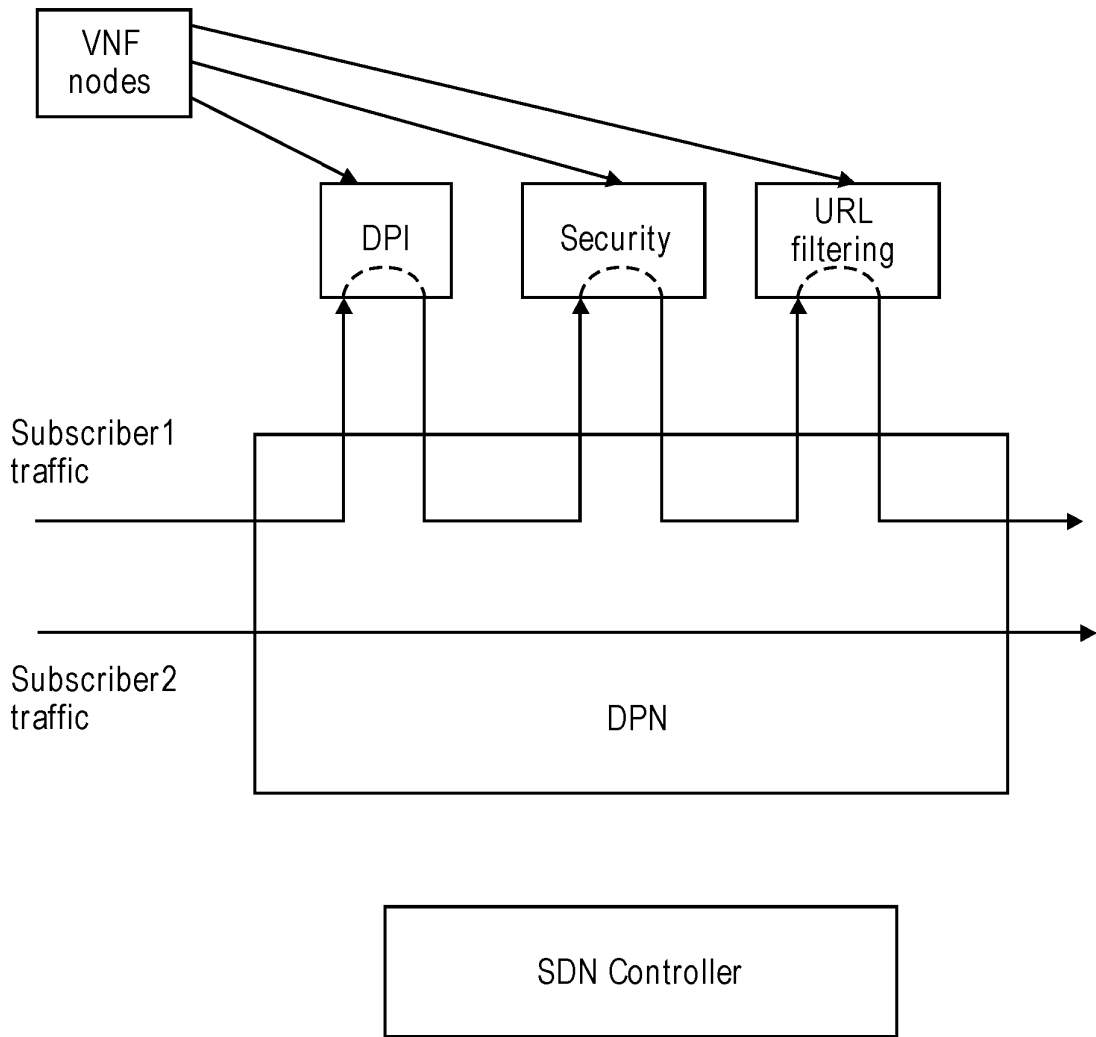 VNF
nodes
DPI
Security
URL
filtering
Subscriber1
traffic
Subscriber2
traffic
DPN
SDN Controller